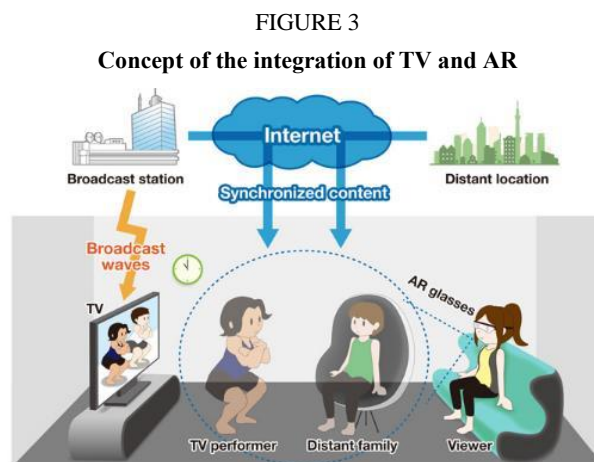 FIGURE 3
Concept of the integration of TV and AR
Internet
Broadcast station
Distant location
Synchronized content
Broadcast
waves
TV
AR glasses
TV performer
Distant family
Viewer